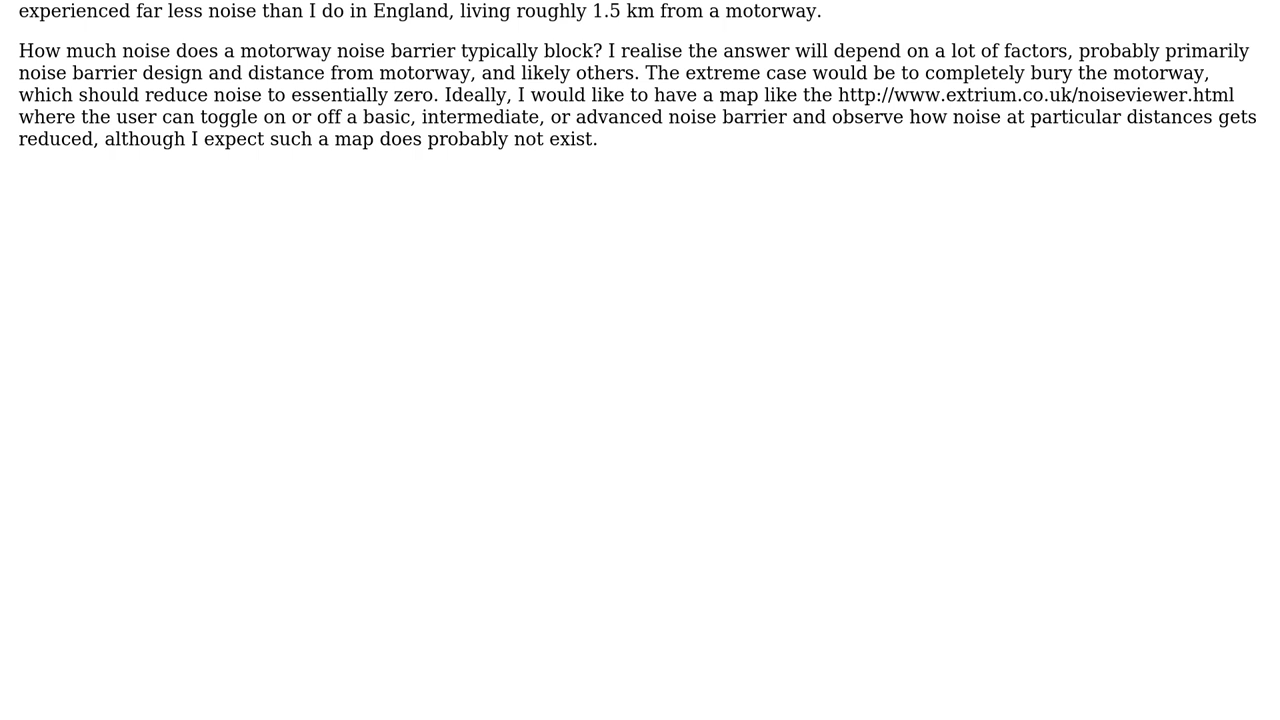 experienced far less noise than I do in England, living roughly 1.5 km from a motorway.
How much noise does a motorway noise barrier typically block? I realise the answer will depend on a lot of factors, probably primarily
noise barrier design and distance from motorway, and likely others. The extreme case would be to completely bury the motorway,
which should reduce noise to essentially zero. Ideally, I would like to have a map like the http://www.extrium.co.uk/noiseviewer.html
where the user can toggle on or off a basic, intermediate, or advanced noise barrier and observe how noise at particular distances gets
reduced, although I expect such a map does probably not exist.